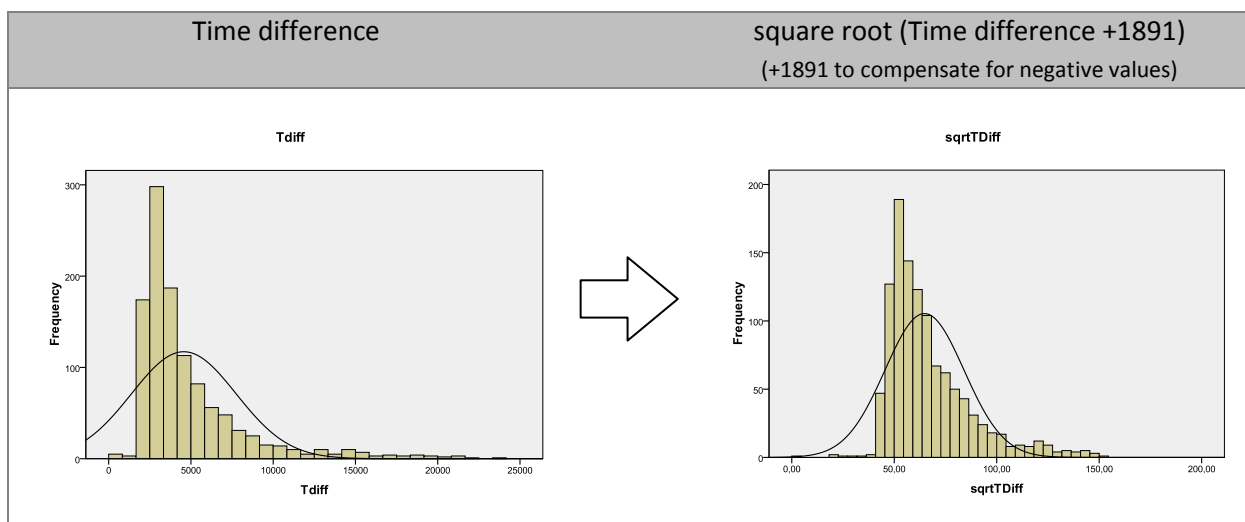 Time difference
square root (Time difference +1891)
(+1891 to compensate for negative values)
Tdiff
300
200
100
0
Frequency
0 5000 10000 15000 20000 25000
Tdiff
sqrtTDiff
200
150
100
50
0
Frequency
0,00 50,00 100,00 150,00 200,00
sqrtTDiff